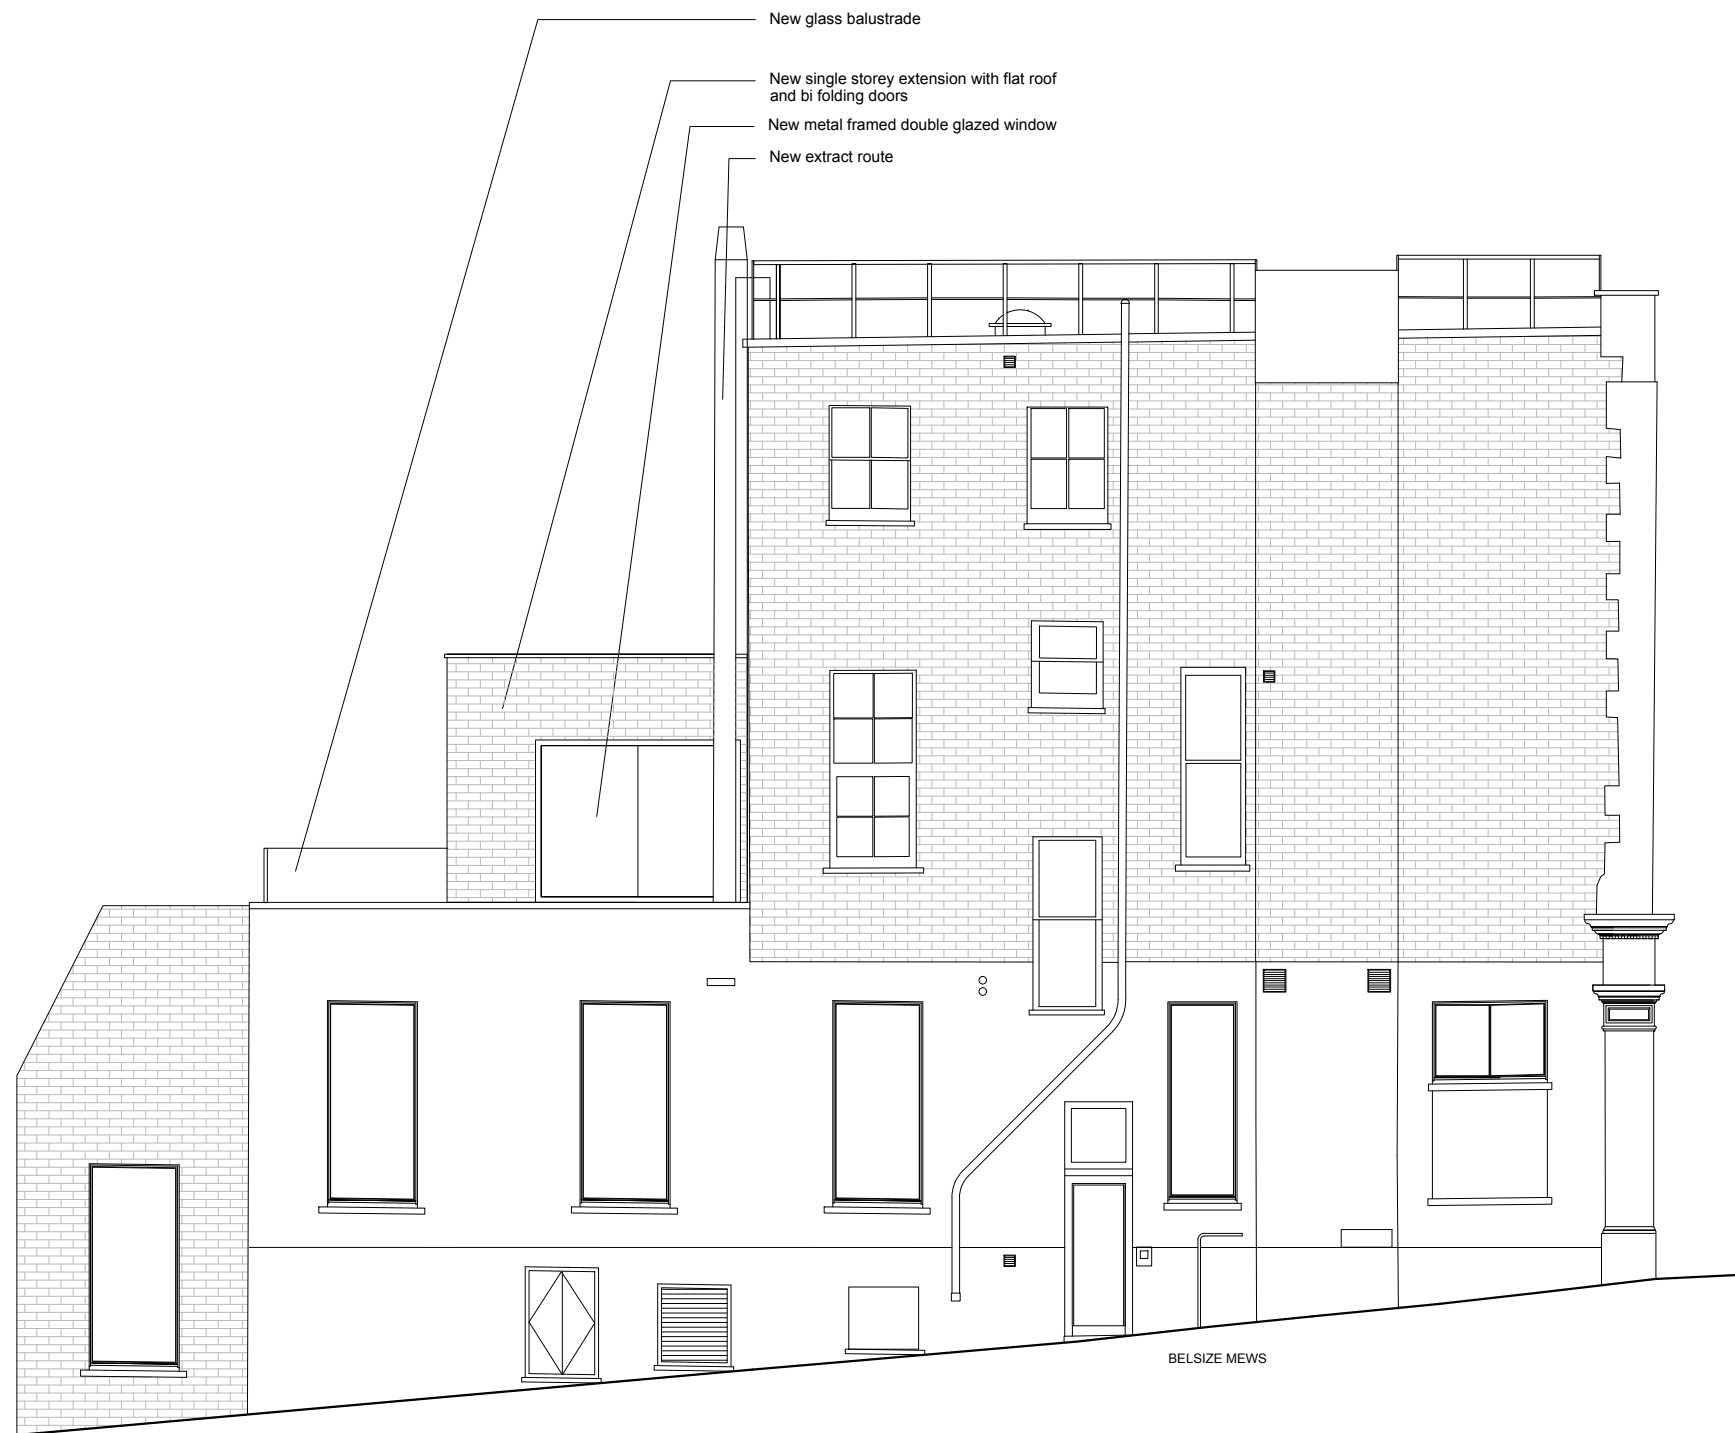 New glass balustrade
New single storey extension with flat roof
and bi folding doors
New metal framed double glazed window
New extract route
BELSIZE MEWS